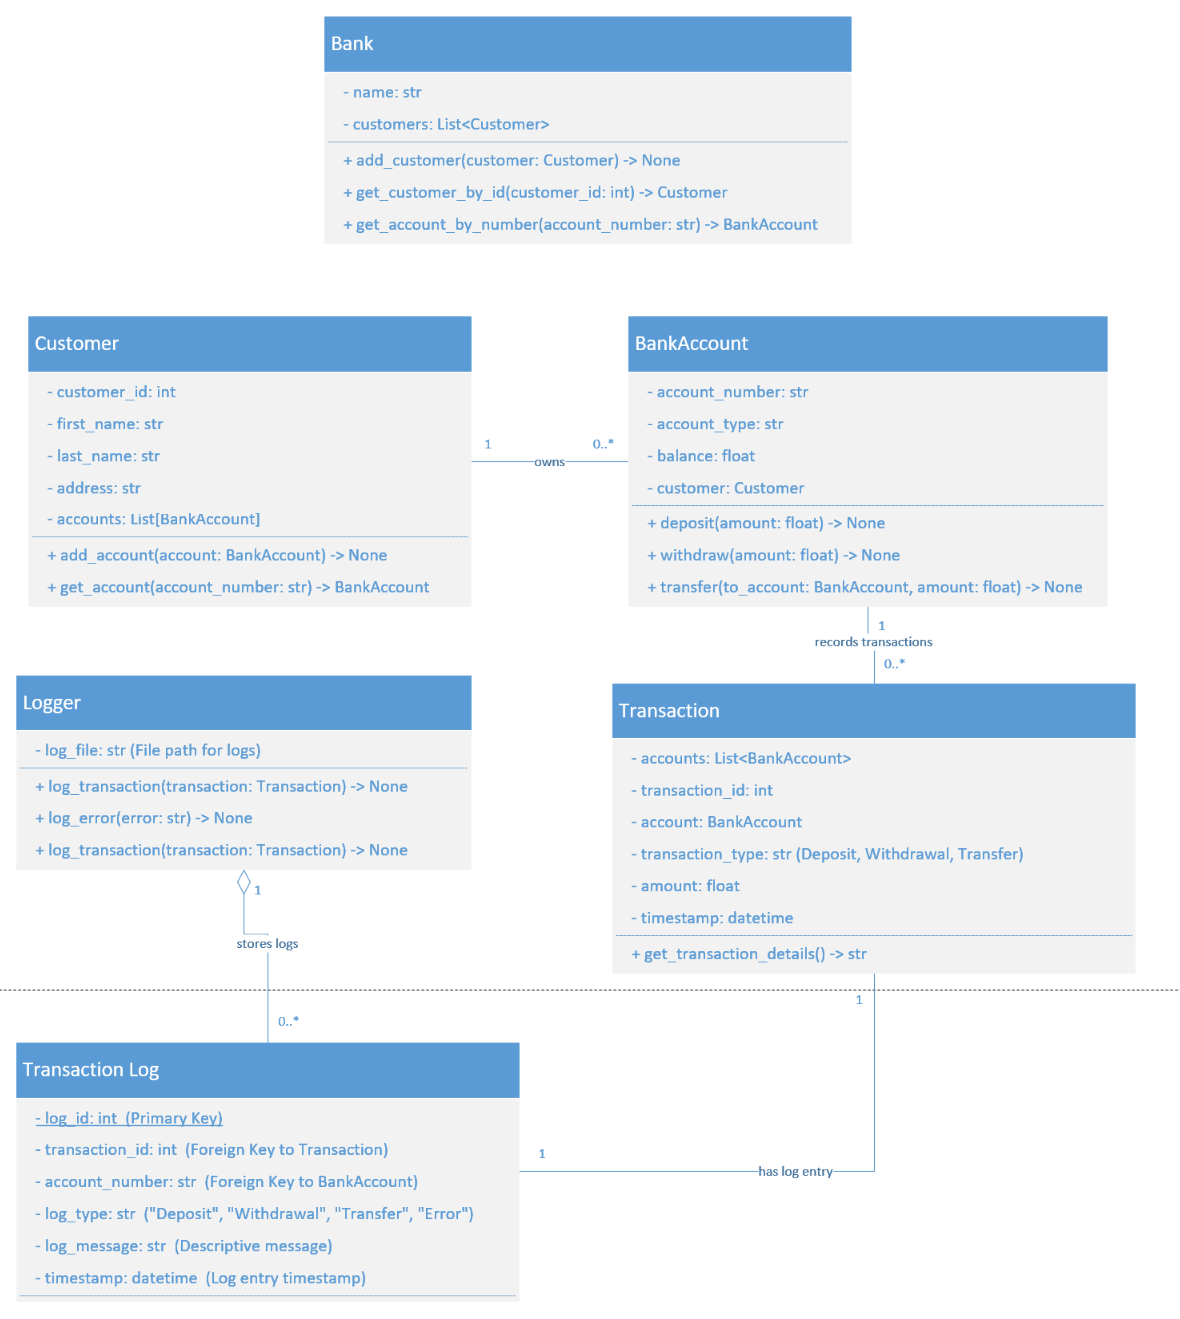 Bank
- name: str
- customers: List<Customer>
+ add_customer(customer: Customer) -> None
+ get_customer_by_id(customer_id: int) -> Customer
+ get_account_by_number(account_number: str) -> BankAccount
Customer
- customer_id: int
- first_name: str
- last_name: str
- address: str
- accounts: List[BankAccount]
+ add_account(account: BankAccount) -> None
+ get_account(account_number: str) -> BankAccount
1
0..*
owns
BankAccount
- account_number: str
- account_type: str
- balance: float
- customer: Customer
+ deposit(amount: float) -> None
+ withdraw(amount: float) -> None
+ transfer(to_account: BankAccount, amount: float) -> None
1
records transactions
0..*
Logger
- log_file: str (File path for logs)
+ log_transaction(transaction: Transaction) -> None
+ log_error(error: str) -> None
+ log_transaction(transaction: Transaction) -> None
1
stores logs
0..*
Transaction
- accounts: List<BankAccount>
- transaction_id: int
- account: BankAccount
- transaction_type: str (Deposit, Withdrawal, Transfer)
- amount: float
- timestamp: datetime
+ get_transaction_details() -> str
1
Transaction Log
- log_id: int (Primary Key)
- transaction_id: int (Foreign Key to Transaction)
- account_number: str (Foreign Key to BankAccount)
- log_type: str ("Deposit", "Withdrawal", "Transfer", "Error")
- log_message: str (Descriptive message)
- timestamp: datetime (Log entry timestamp)
1
has log entry